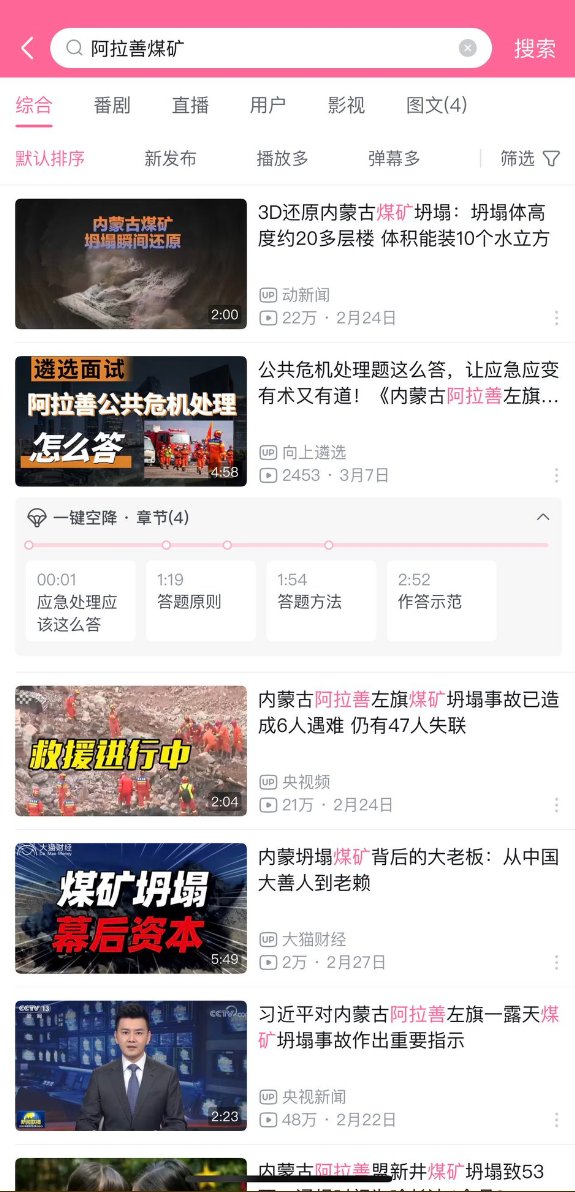 阿拉善煤矿
搜索
综合 番剧 直播 用户 影视 图文(4)
默认排序 新发布 播放多 弹幕多 筛选
内蒙古煤矿
坍塌瞬间还原
2:00
3D还原内蒙古煤矿坍塌：坍塌体高
度约20多层楼 体积能装10个水立方
UP 动新闻
22万 · 2月24日
遴选面试
阿拉善公共危机处理
怎么答
4:58
公共危机处理题这么答，让应急应变
有术又有道！《内蒙古阿拉善左旗...
UP 向上遴选
2453 · 3月7日
一键空降 · 章节(4)
00:01
应急处理应
该这么答
1:19
答题原则
1:54
答题方法
2:52
作答示范
救援进行中
2:04
内蒙古阿拉善左旗煤矿坍塌事故已造
成6人遇难 仍有47人失联
UP 央视频
21万 · 2月24日
大猫财经
Da Mao Money
煤矿坍塌
幕后资本
5:49
内蒙坍塌煤矿背后的大老板：从中国
大善人到老赖
UP 大猫财经
2万 · 2月27日
CCTV 13
新闻
CCTV
2:23
习近平对内蒙古阿拉善左旗一露天煤
矿坍塌事故作出重要指示
UP 央视新闻
48万 · 2月22日
内蒙古阿拉善盟新井煤矿坍塌致53